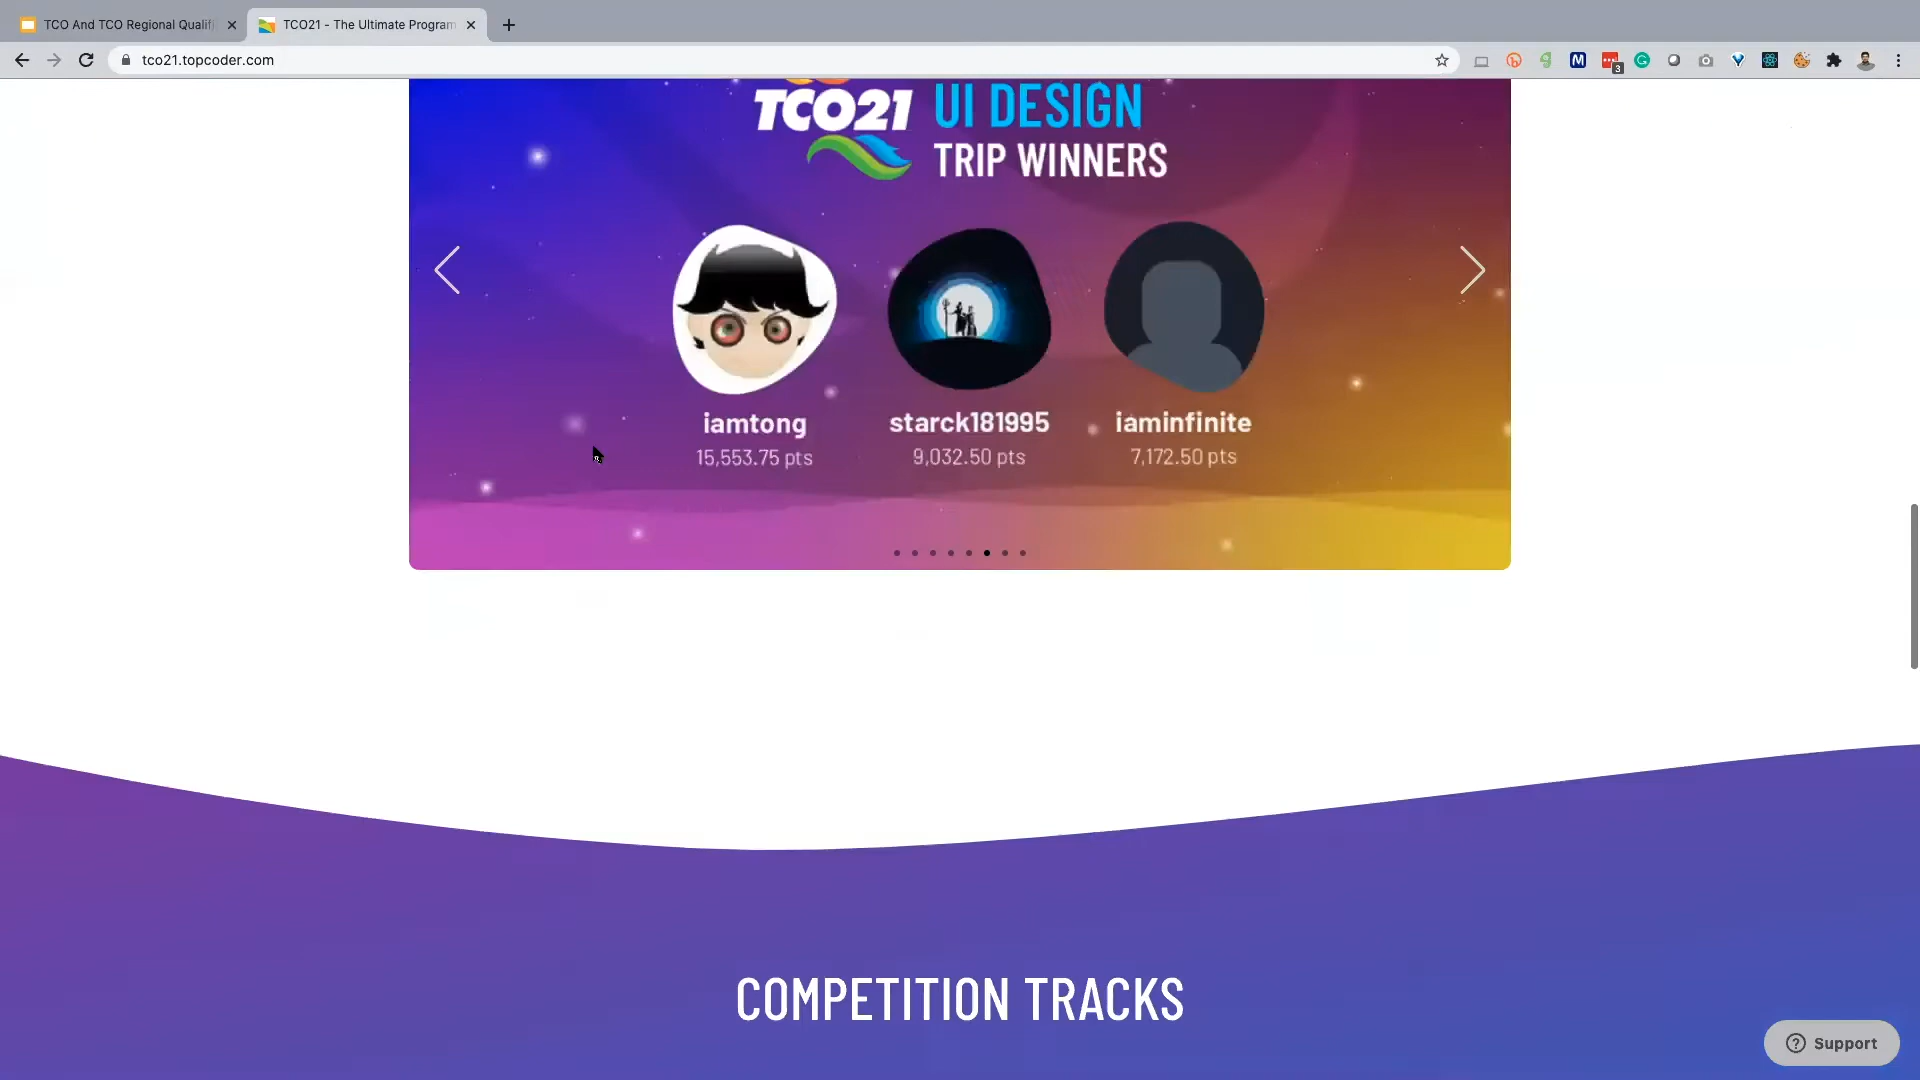 TCO And TCO Regional Qualifi
TCO21 - The Ultimate Program
tco21.topcoder.com
3
TCO21 UI DESIGN
TRIP WINNERS
iamtong
starck181995
iaminfinite
15,553.75 pts
9,032.50 pts
7,172.50 pts
COMPETITION TRACKS
Support